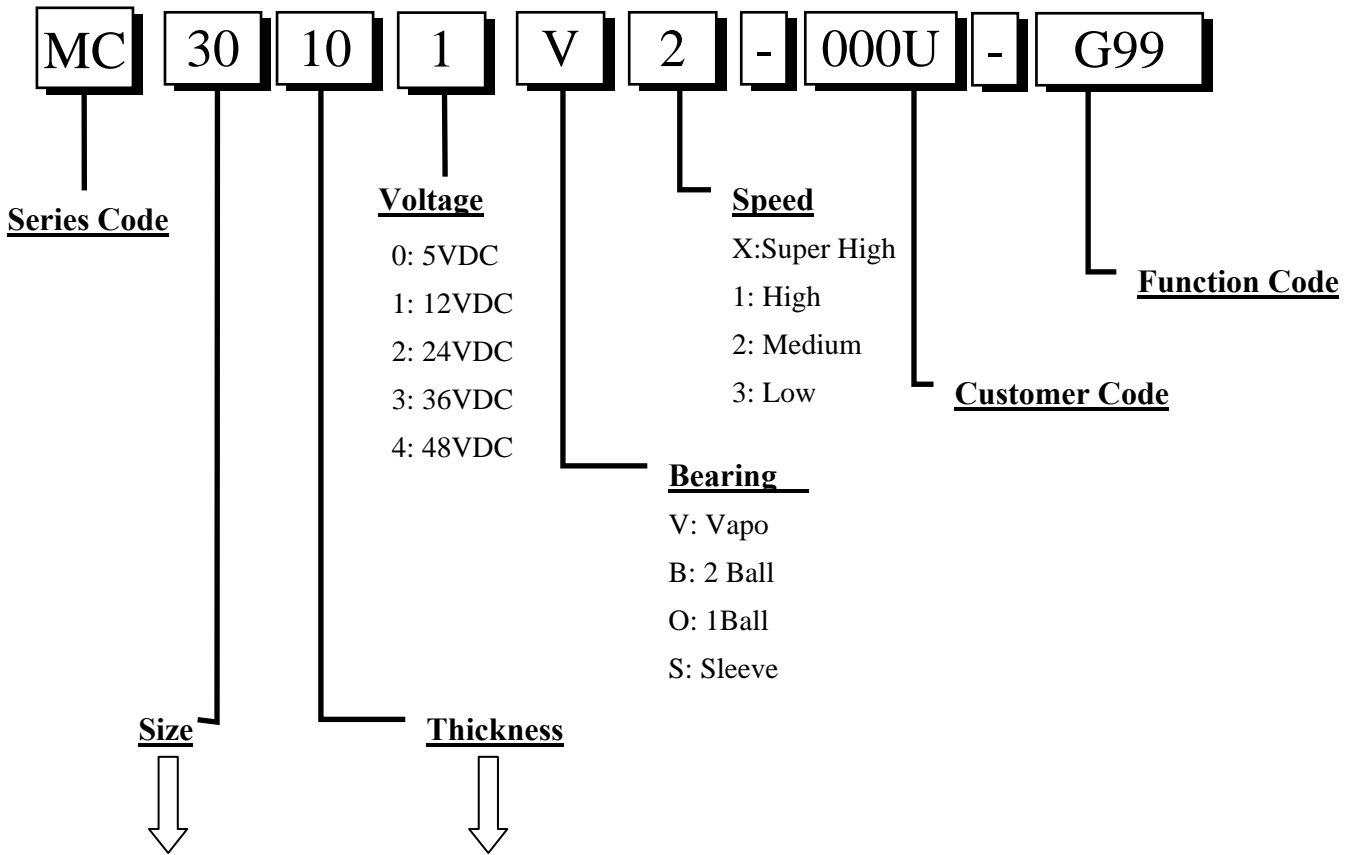 MC 30 10 1 V 2 - 000U - G99
Series Code
Voltage
0: 5VDC
1: 12VDC
2: 24VDC
3: 36VDC
4: 48VDC
Speed
X:Super High
1: High
2: Medium
3: Low
Function Code
Customer Code
Bearing
V: Vapo
B: 2 Ball
O: 1Ball
S: Sleeve
Size
Thickness